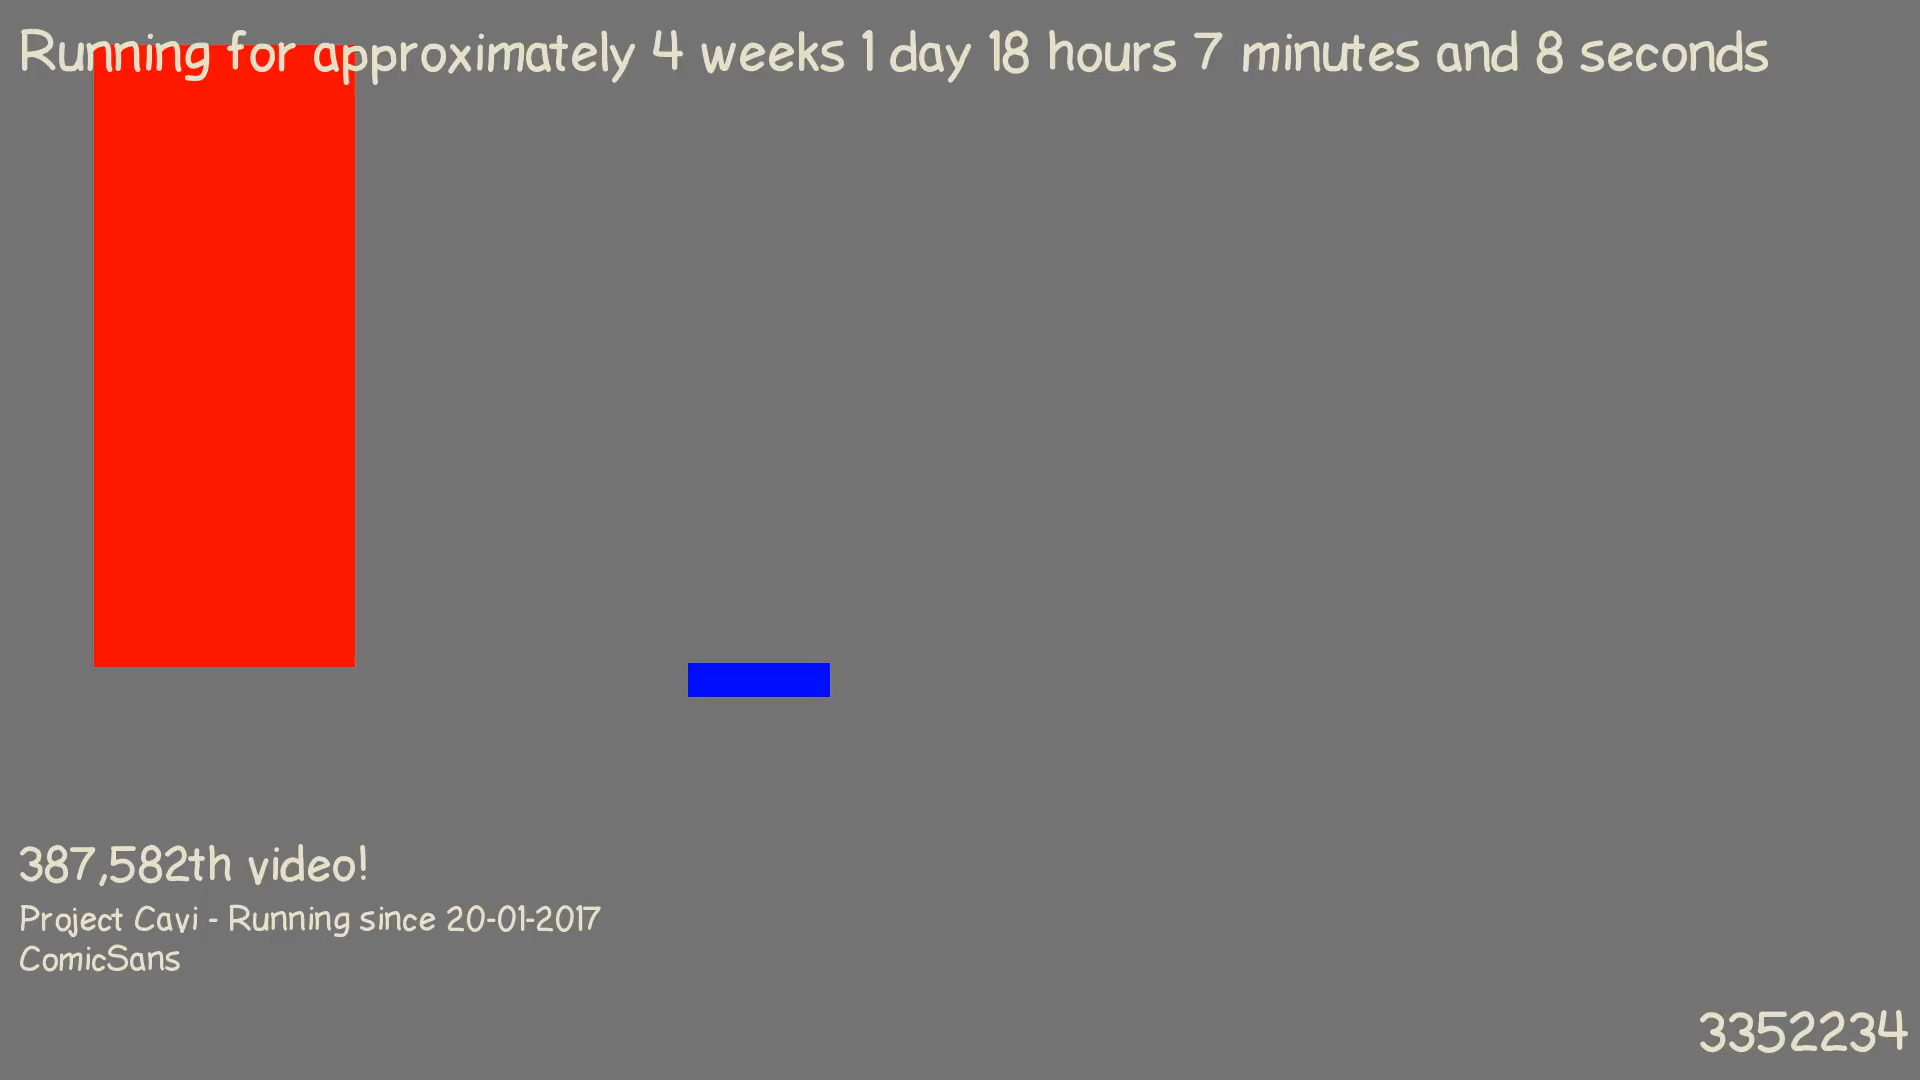 Running for approximately 4 weeks 1 day 18 hours 7 minutes and 8 seconds
387,582th video!
Project Cavi - Running since 20-01-2017
ComicSans
3352234